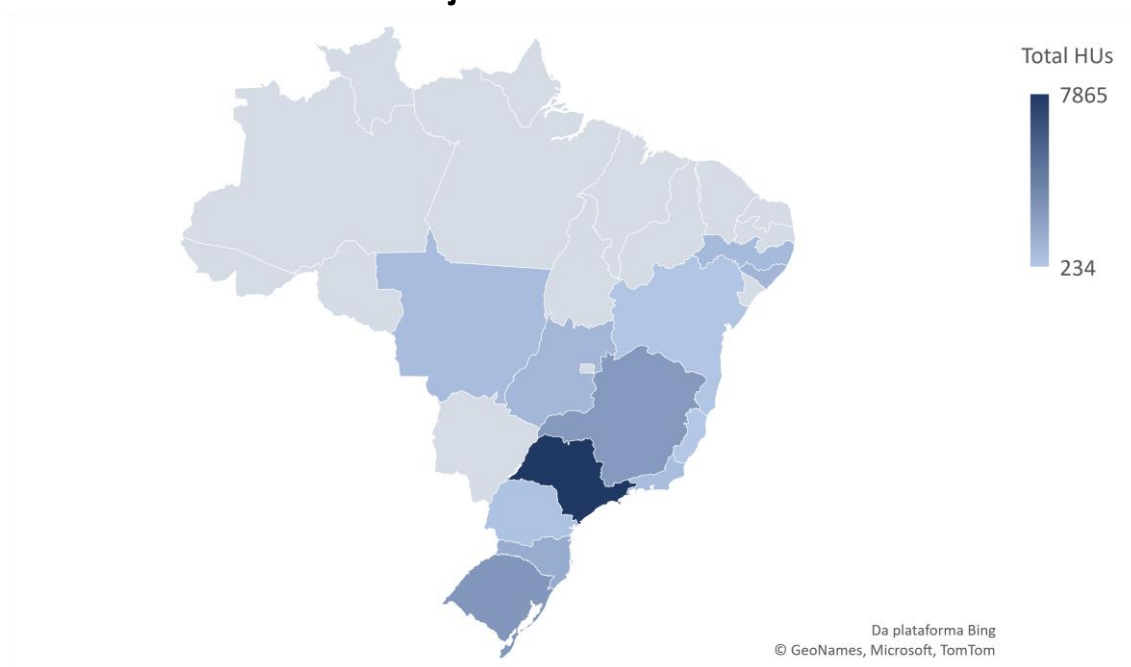 Total HUs
7865
234
Da plataforma Bing
© GeoNames, Microsoft, TomTom